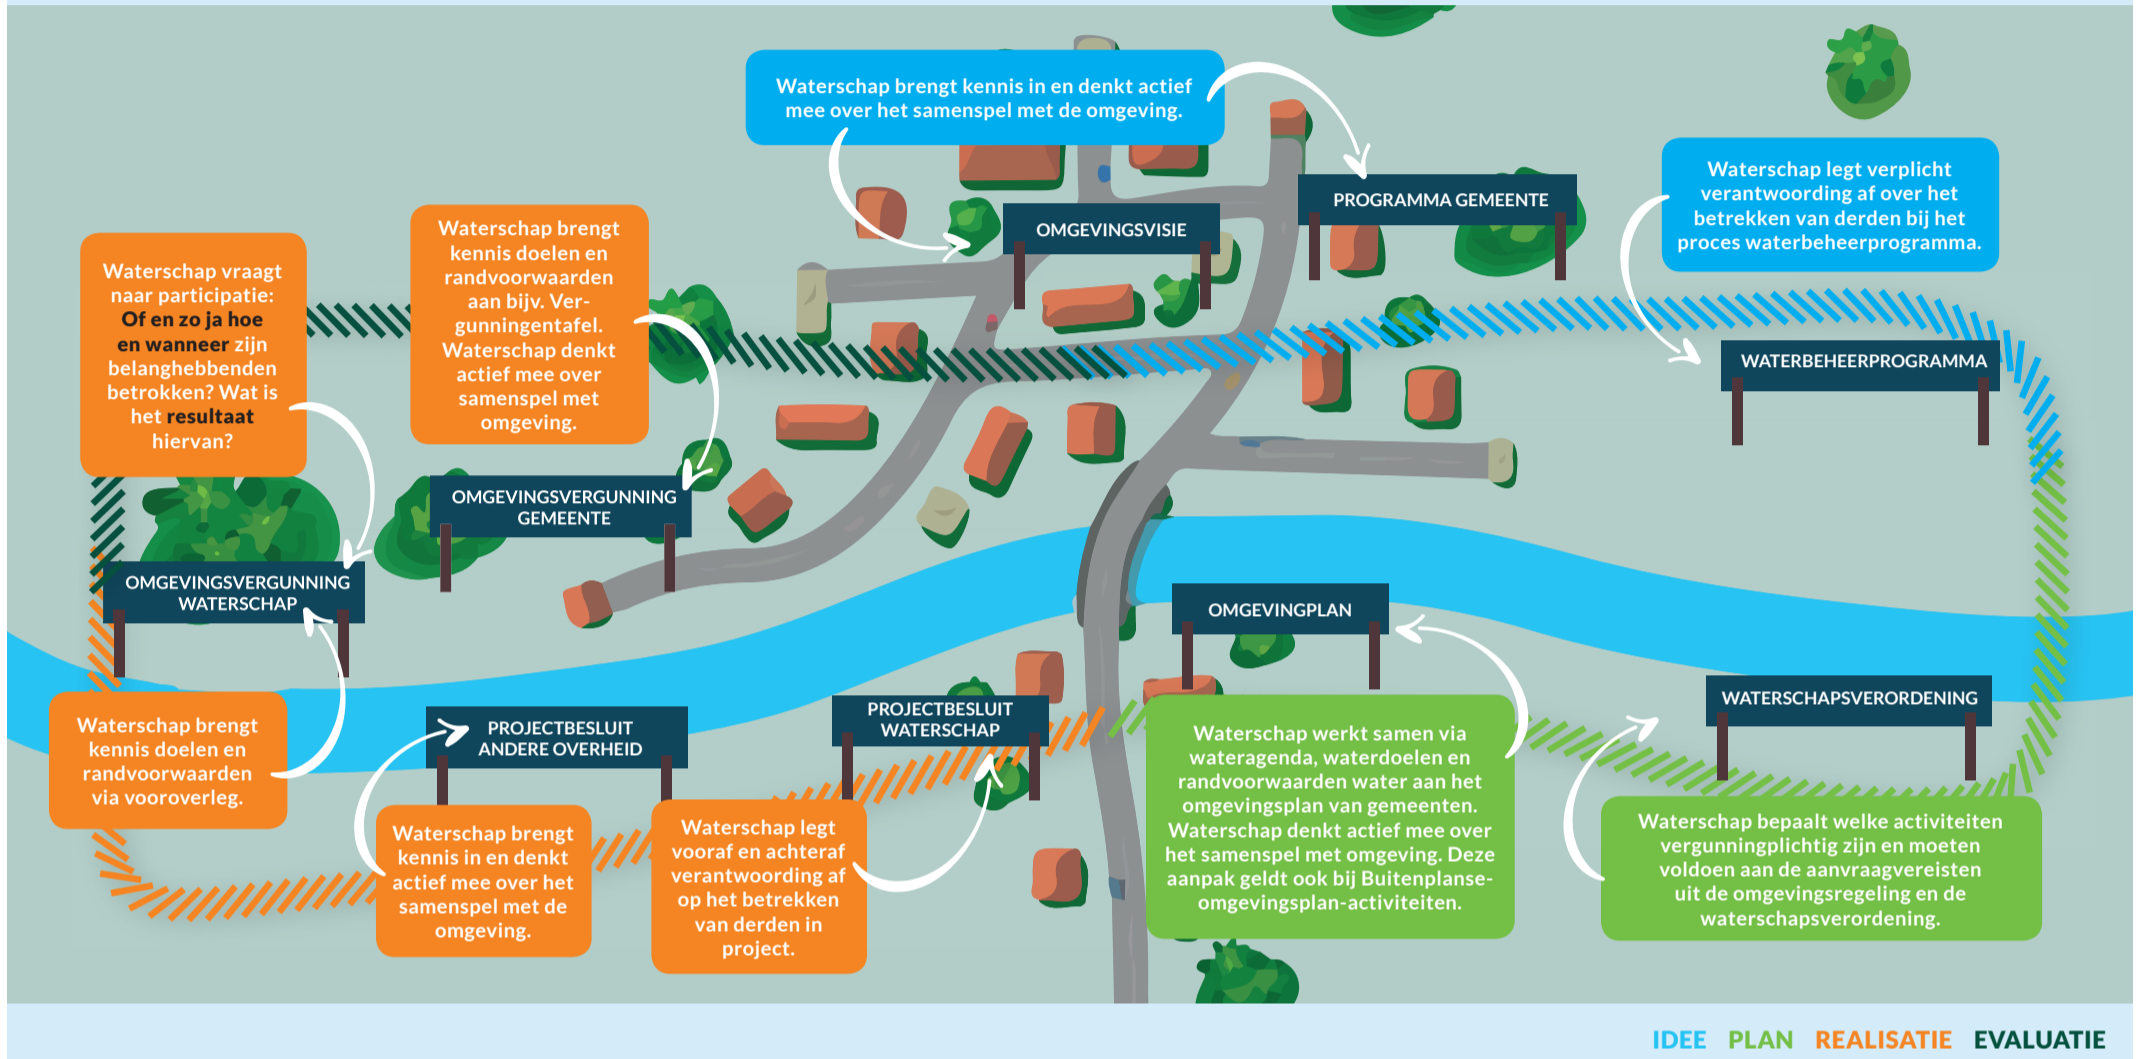 Waterschap brengt kennis in en denkt actief
mee over het samenspel met de omgeving.
OMGEVINGSVISIE
PROGRAMMA GEMEENTE
Waterschap legt verplicht
verantwoording af over het
betrekken van derden bij het
proces waterbeheerprogramma.
WATERBEHEERPROGRAMMA
Waterschap brengt
kennis doelen en
randvoorwaarden
aan bijv. Ver-
gunningentafel.
Waterschap denkt
actief mee over
samenspel met
omgeving.
OMGEVINGSVERGUNNING
GEMEENTE
Waterschap vraagt
naar participatie:
Of en zo ja hoe
en wanneer zijn
belanghebbenden
betrokken? Wat is
het resultaat
hiervan?
OMGEVINGSVERGUNNING
WATERSCHAP
Waterschap brengt
kennis doelen en
randvoorwaarden
via vooroverleg.
PROJECTBESLUIT
ANDERE OVERHEID
Waterschap brengt
kennis in en denkt
actief mee over het
samenspel met de
omgeving.
PROJECTBESLUIT
WATERSCHAP
Waterschap legt
vooraf en achteraf
verantwoording af
op het betrekken
van derden in
project.
OMGEVINGPLAN
Waterschap werkt samen via
wateragenda, waterdoelen en
randvoorwaarden water aan het
omgevingsplan van gemeenten.
Waterschap denkt actief mee over
het samenspel met omgeving. Deze
aanpak geldt ook bij Buitenplanse-
omgevingsplan-activiteiten.
WATERSCHAPSVERORDENING
Waterschap bepaalt welke activiteiten
vergunningplichtig zijn en moeten
voldoen aan de aanvraagvereisten
uit de omgevingsregeling en de
waterschapsverordening.
IDEE PLAN REALISATIE EVALUATIE